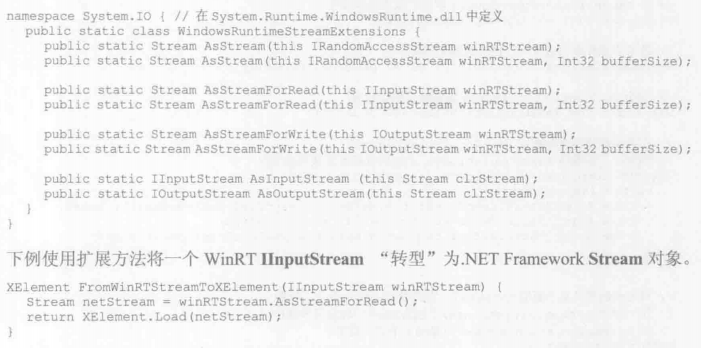 namespace System.IO { // 在 System.Runtime.WindowsRuntime.dll 中定义
public static class WindowsRuntimeStreamExtensions {
public static Stream AsStream(this IRandomAccessStream winRTStream);
public static Stream AsStream(this IRandomAccessStream winRTStream, Int32 bufferSize);
public static Stream AsStreamForRead(this IInputStream winRTStream);
public static Stream AsStreamForRead(this IInputStream winRTStream, Int32 bufferSize);
public static Stream AsStreamForWrite(this IOutputStream winRTStream);
public static Stream AsStreamForWrite(this IOutputStream winRTStream, Int32 bufferSize);
public static IInputStream AsInputStream (this Stream clrStream);
public static IOutputStream AsOutputStream(this Stream clrStream);
}
}
下例使用扩展方法将一个 WinRT IInputStream “转型”为.NET Framework Stream 对象。
XElement FromWinRTStreamToXElement(IInputStream winRTStream) {
Stream netStream = winRTStream.AsStreamForRead();
return XElement.Load(netStream);
}